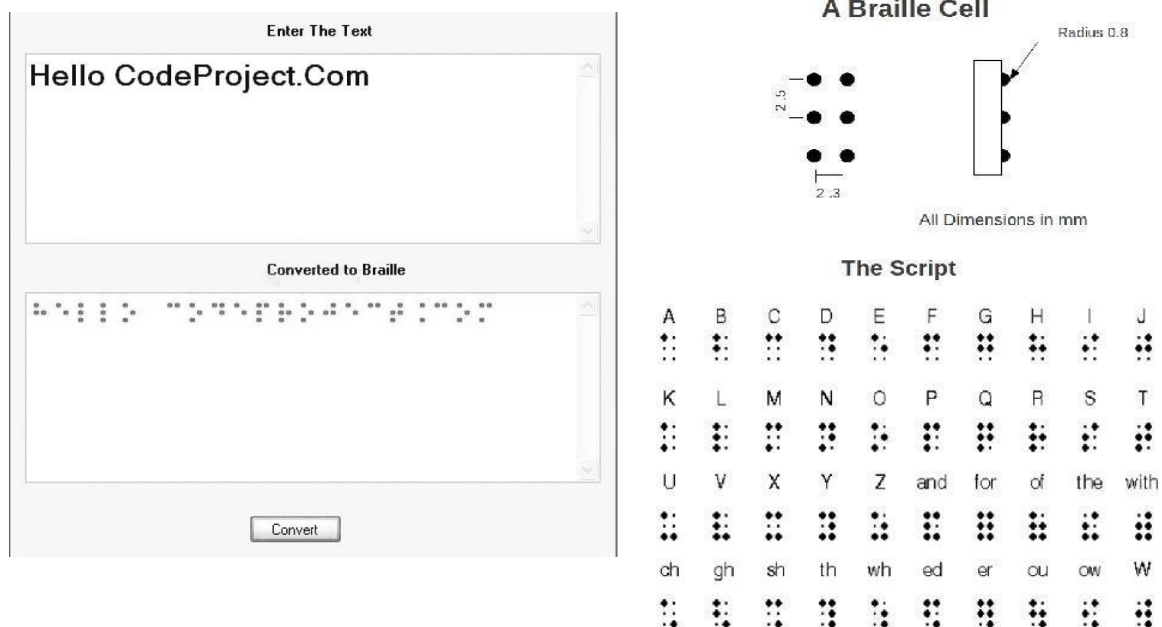 Enter The Text
Hello CodeProject.Com
Converted to Braille
⠓⠑⠇⠇⠕ ⠉⠕⠙⠑⠏⠗⠕⠚⠑⠉⠞⠨⠉⠕⠍
Convert
A Braille Cell
Radius 0.8
2.5
2.3
All Dimensions in mm
The Script
A B C D E F G H I J
⠁ ⠃ ⠉ ⠙ ⠑ ⠋ ⠛ ⠓ ⠊ ⠚
K L M N O P Q R S T
⠅ ⠇ ⠍ ⠝ ⠕ ⠏ ⠟ ⠗ ⠎ ⠞
U V X Y Z and for of the with
⠥ ⠧ ⠭ ⠽ ⠵ ⠯ ⠿ ⠷ ⠮ ⠾
ch gh sh th wh ed er ou ow W
⠡ ⠣ ⠩ ⠹ ⠱ ⠫ ⠻ ⠳ ⠪ ⠺